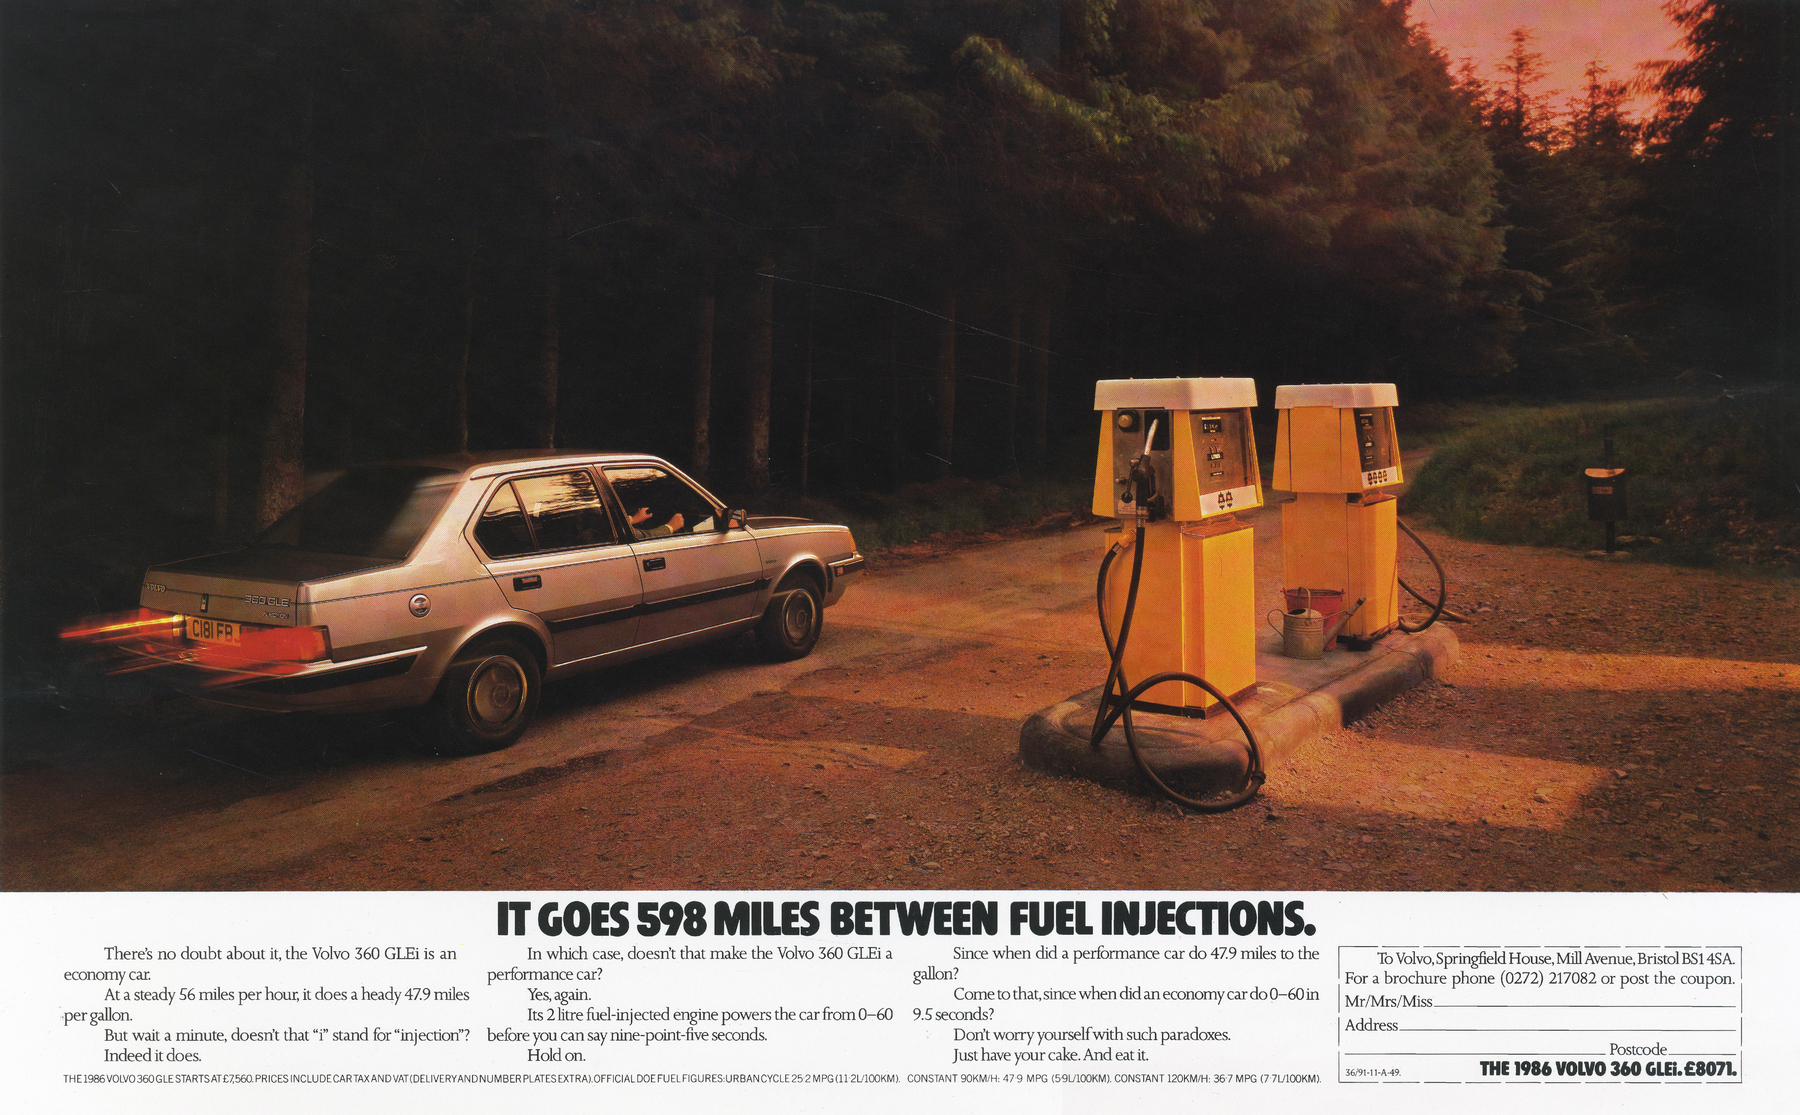 VOLVO
360 GLE
C181 FB
IT GOES 598 MILES BETWEEN FUEL INJECTIONS.
There's no doubt about it, the Volvo 360 GLEi is an
economy car.
At a steady 56 miles per hour, it does a heady 47.9 miles
per gallon.
But wait a minute, doesn't that “i” stand for “injection”?
Indeed it does.
In which case, doesn't that make the Volvo 360 GLEi a
performance car?
Yes, again.
Its 2 litre fuel-injected engine powers the car from 0–60
before you can say nine-point-five seconds.
Hold on.
Since when did a performance car do 47.9 miles to the
gallon?
Come to that, since when did an economy car do 0–60 in
9.5 seconds?
Don't worry yourself with such paradoxes.
Just have your cake. And eat it.
To Volvo, Springfield House, Mill Avenue, Bristol BS1 4SA.
For a brochure phone (0272) 217082 or post the coupon.
Mr/Mrs/Miss
Address
Postcode
36/91-11-A-49.
THE 1986 VOLVO 360 GLEi. £8071.
THE 1986 VOLVO 360 GLE STARTS AT £7,560. PRICES INCLUDE CAR TAX AND VAT (DELIVERY AND NUMBER PLATES EXTRA). OFFICIAL DOE FUEL FIGURES: URBAN CYCLE 25·2 MPG (11·2L/100KM). CONSTANT 90KM/H: 47·9 MPG (5·9L/100KM). CONSTANT 120KM/H: 36·7 MPG (7·7L/100KM).